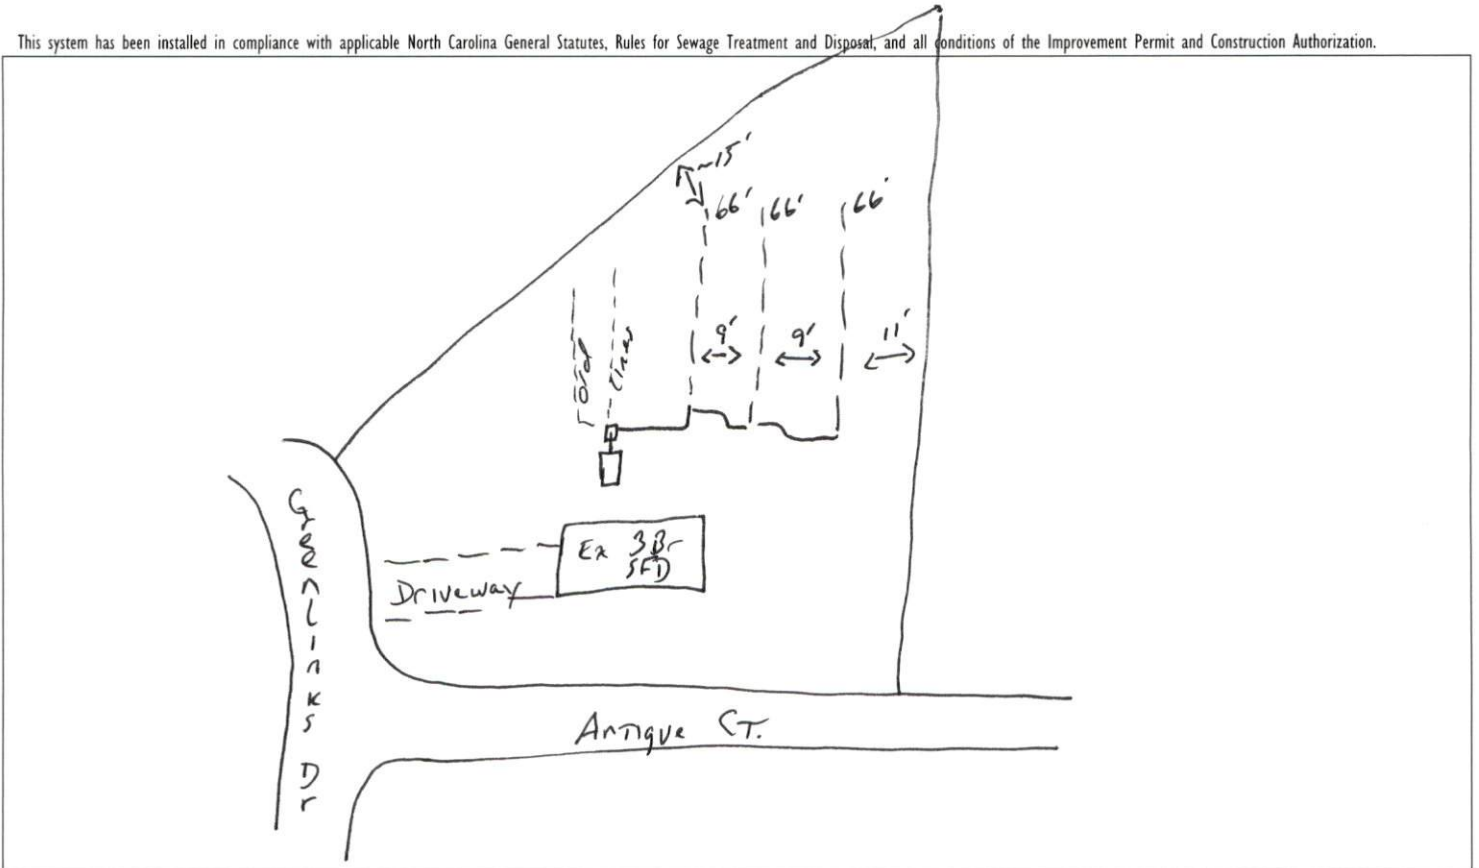 This system has been installed in compliance with applicable North Carolina General Statutes, Rules for Sewage Treatment and Disposal, and all conditions of the Improvement Permit and Construction Authorization.
~15'
66' 66' 66'
9' 9' 11'
Old Lines
Ex 3Br
SFD
Driveway
Greenlinks Dr
Antique CT.